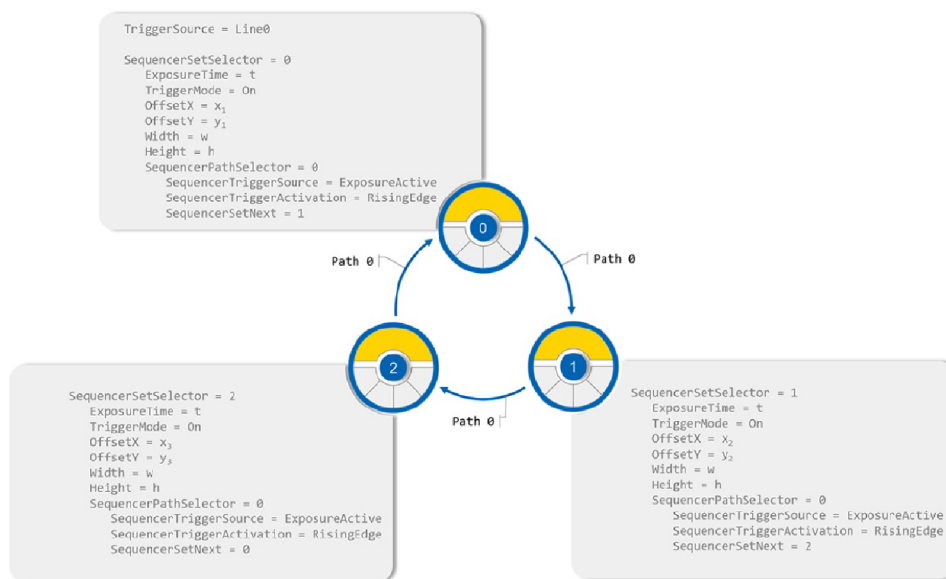 TriggerSource = Line0
SequencerSetSelector = 0
ExposureTime = t
TriggerMode = On
OffsetX = x₁
OffsetY = y₁
Width = w
Height = h
SequencerPathSelector = 0
SequencerTriggerSource = ExposureActive
SequencerTriggerActivation = RisingEdge
SequencerSetNext = 1
0
Path 0
Path 0
2
1
Path 0
SequencerSetSelector = 2
ExposureTime = t
TriggerMode = On
OffsetX = x₃
OffsetY = y₃
Width = w
Height = h
SequencerPathSelector = 0
SequencerTriggerSource = ExposureActive
SequencerTriggerActivation = RisingEdge
SequencerSetNext = 0
SequencerSetSelector = 1
ExposureTime = t
TriggerMode = On
OffsetX = x₂
OffsetY = y₂
Width = w
Height = h
SequencerPathSelector = 0
SequencerTriggerSource = ExposureActive
SequencerTriggerActivation = RisingEdge
SequencerSetNext = 2